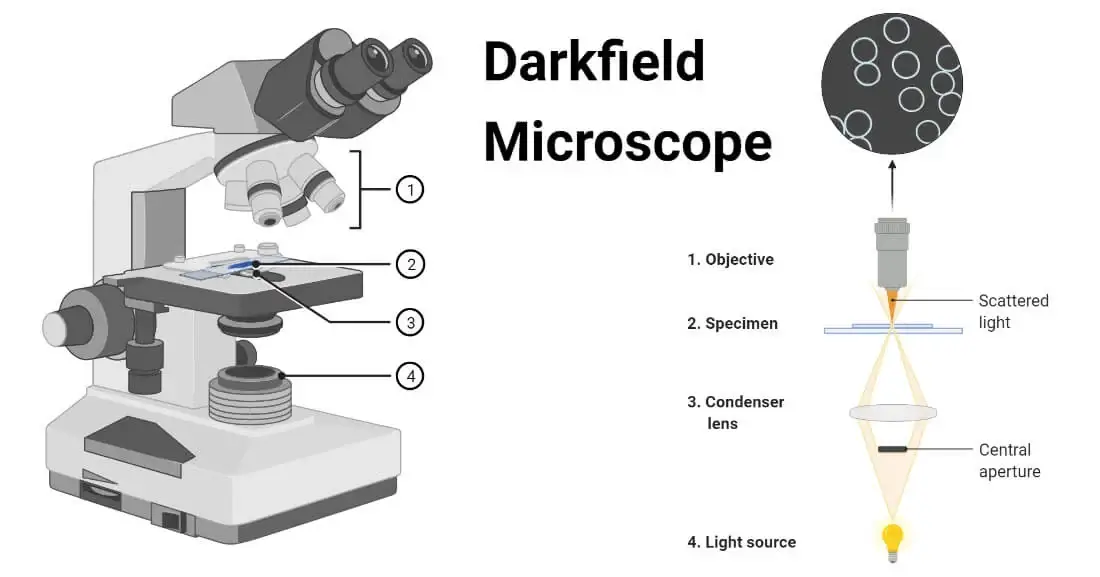 Darkfield
Microscope
1
2
3
4
1. Objective
Scattered
light
2. Specimen
3. Condenser
lens
Central
aperture
4. Light source